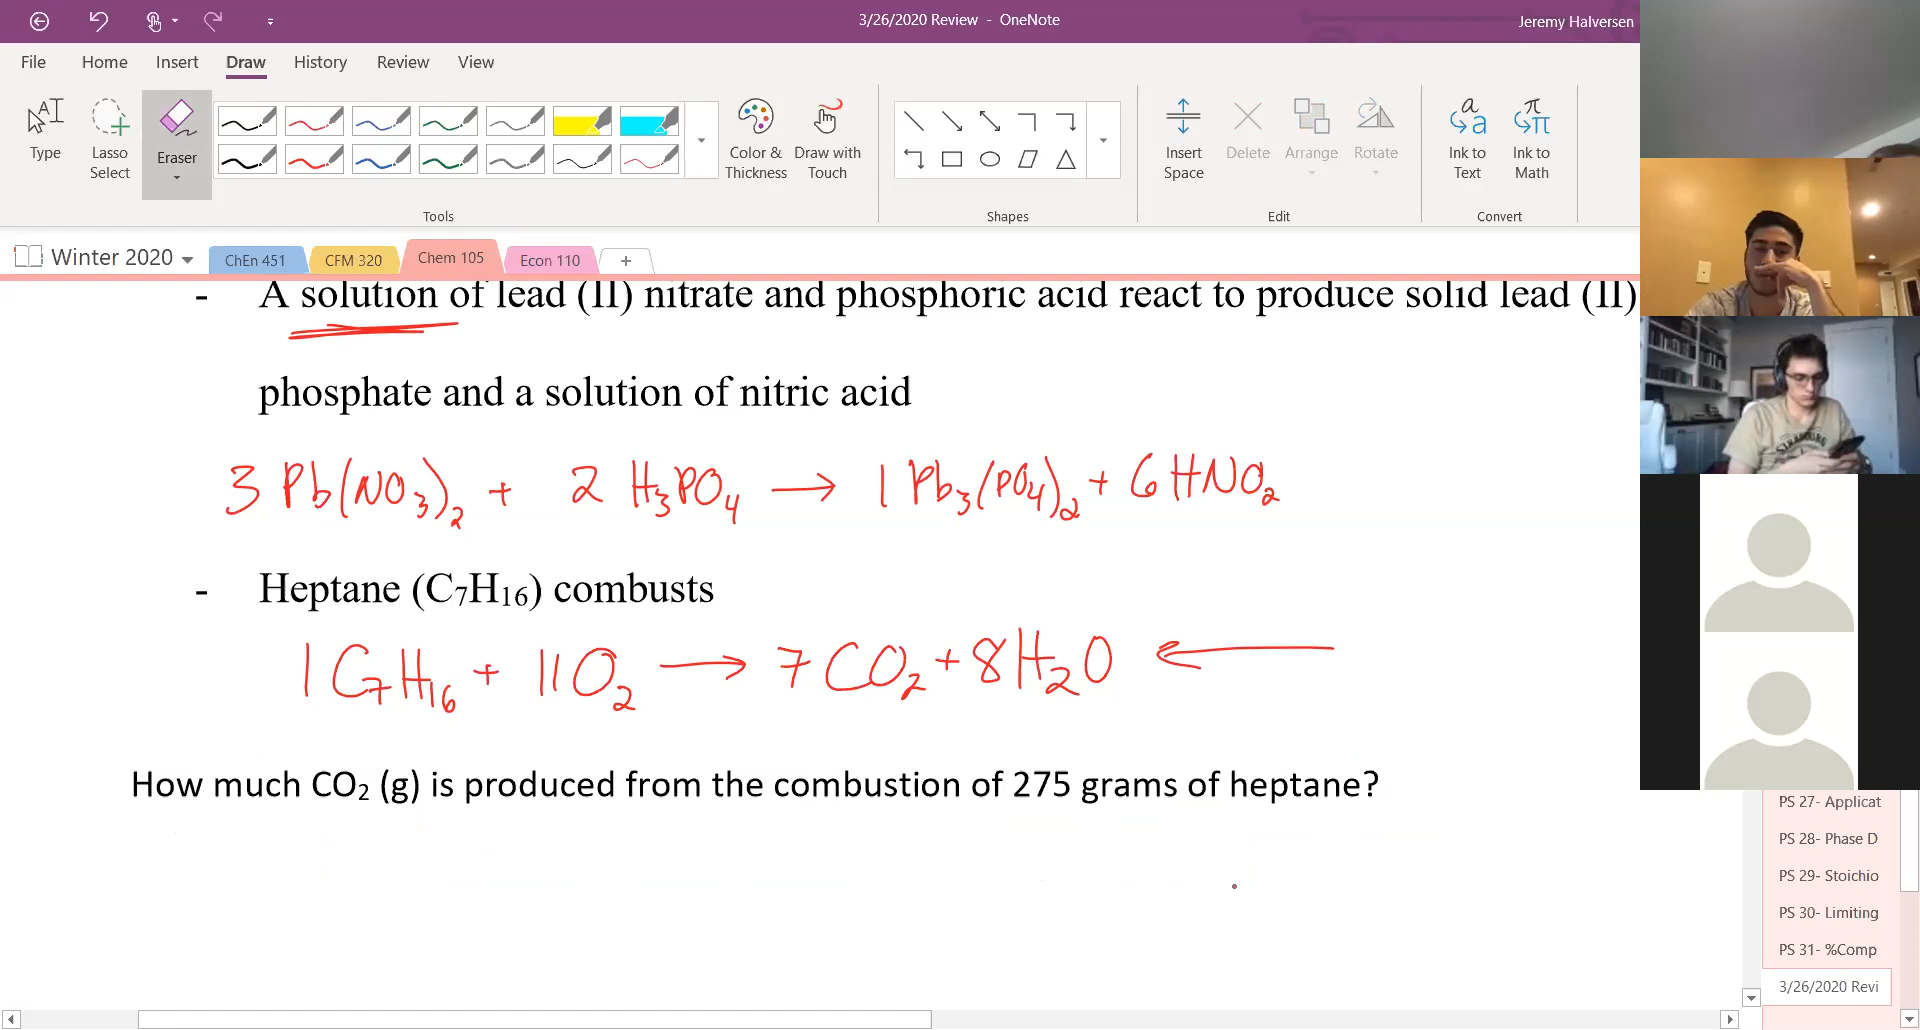 3/26/2020 Review - OneNote
Jeremy Halversen
File Home Insert Draw History Review View
Type
Lasso Select
Eraser
Color & Thickness
Draw with Touch
Insert Space
Delete
Arrange
Rotate
Ink to Text
Ink to Math
Tools
Shapes
Edit
Convert
Winter 2020
ChEn 451
CFM 320
Chem 105
Econ 110
- A solution of lead (II) nitrate and phosphoric acid react to produce solid lead (II)
phosphate and a solution of nitric acid
3 Pb(NO₃)₂ + 2 H₃PO₄ → 1 Pb₃(PO₄)₂ + 6 HNO₂
- Heptane (C₇H₁₆) combusts
1 C₇H₁₆ + 11 O₂ → 7 CO₂ + 8 H₂O ←
How much CO₂ (g) is produced from the combustion of 275 grams of heptane?
PS 27- Applicat
PS 28- Phase D
PS 29- Stoichio
PS 30- Limiting
PS 31- %Comp
3/26/2020 Revi